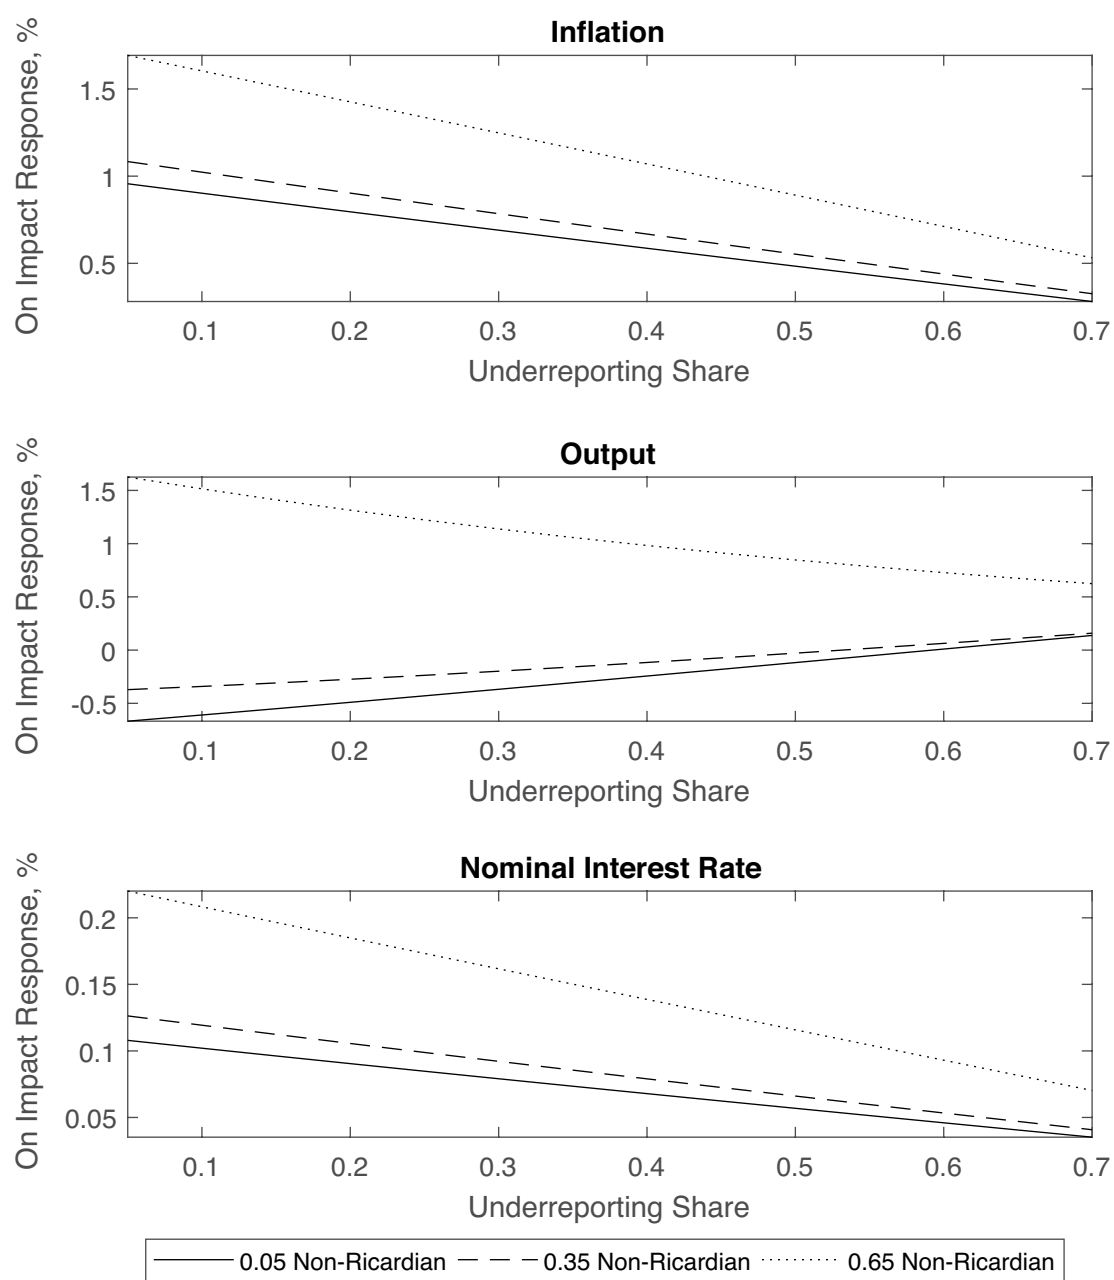 Inflation
On Impact Response, %
1.5
1
0.5
0.1 0.2 0.3 0.4 0.5 0.6 0.7
Underreporting Share
Output
On Impact Response, %
1.5
1
0.5
0
-0.5
0.1 0.2 0.3 0.4 0.5 0.6 0.7
Underreporting Share
Nominal Interest Rate
On Impact Response, %
0.2
0.15
0.1
0.05
0.1 0.2 0.3 0.4 0.5 0.6 0.7
Underreporting Share
0.05 Non-Ricardian 0.35 Non-Ricardian 0.65 Non-Ricardian